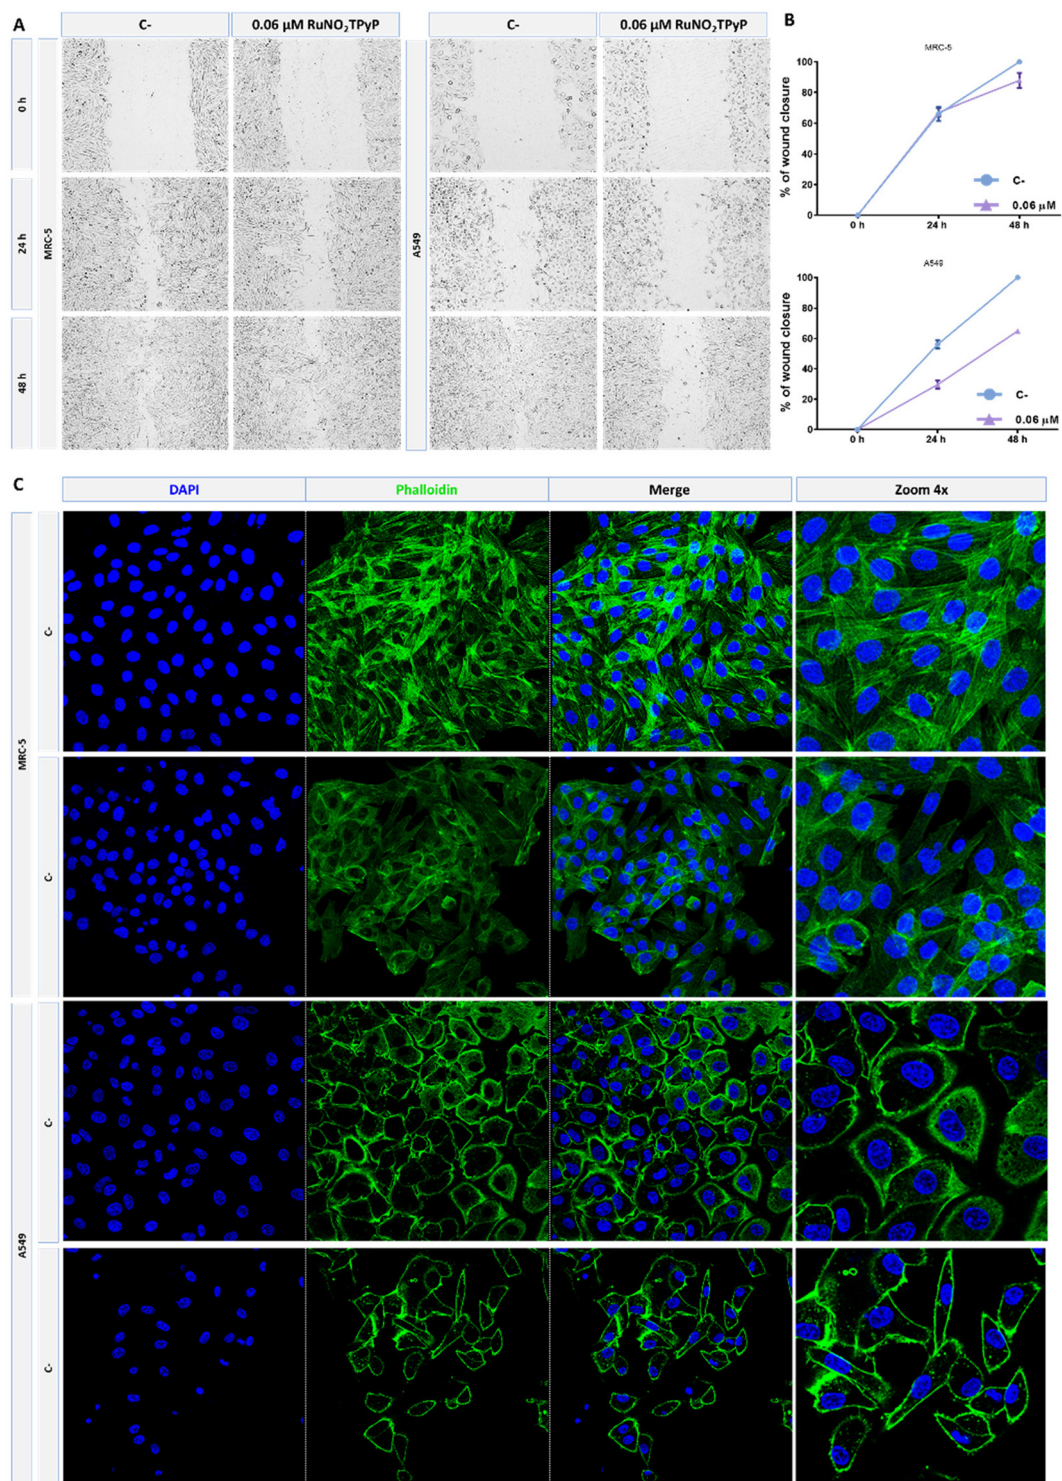 A
C-
0.06 µM RuNO₂TPyP
C-
0.06 µM RuNO₂TPyP
0 h
24 h
48 h
MRC-5
A549
B
MRC-5
% of wound closure
100
80
60
40
20
0
0 h
24 h
48 h
C-
0.06 µM
A549
% of wound closure
100
80
60
40
20
0
0 h
24 h
48 h
C-
0.06 µM
C
DAPI
Phalloidin
Merge
Zoom 4x
MRC-5
C-
C-
A549
C-
C-